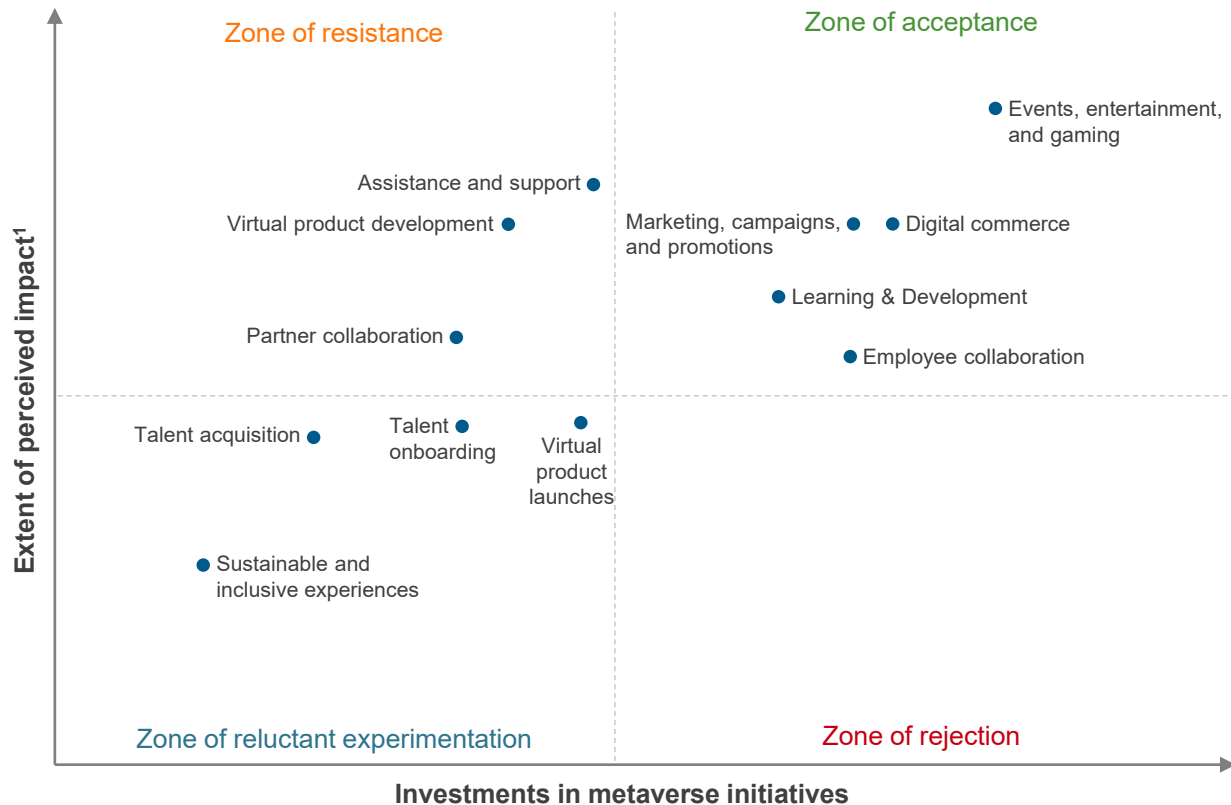 Zone of resistance
Zone of acceptance
Events, entertainment,
and gaming
Assistance and support
Virtual product development
Marketing, campaigns,
and promotions
Digital commerce
Learning & Development
Partner collaboration
Employee collaboration
Talent acquisition
Talent
onboarding
Virtual
product
launches
Sustainable and
inclusive experiences
Zone of reluctant experimentation
Zone of rejection
Extent of perceived impact¹
Investments in metaverse initiatives